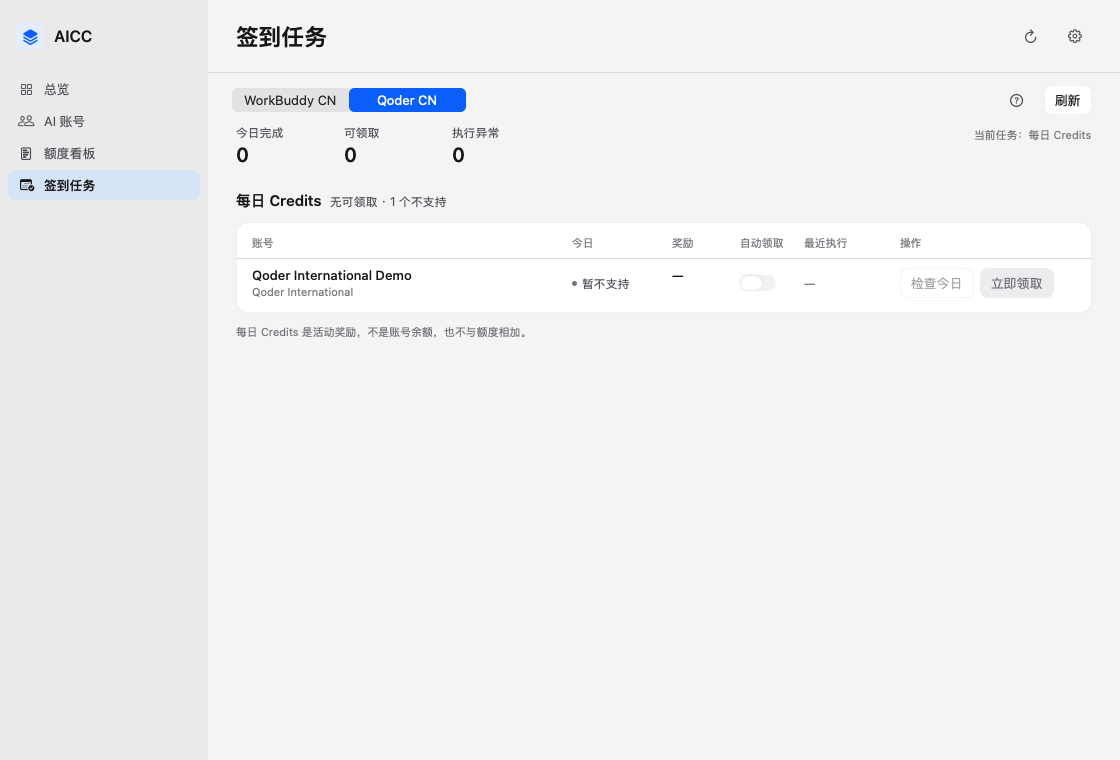 AICC
总览
AI 账号
额度看板
签到任务
签到任务
WorkBuddy CN
Qoder CN
刷新
今日完成
可领取
执行异常
当前任务：每日 Credits
0
0
0
每日 Credits 无可领取 · 1 个不支持
账号
今日
奖励
自动领取
最近执行
操作
Qoder International Demo
Qoder International
暂不支持
—
—
检查今日
立即领取
每日 Credits 是活动奖励，不是账号余额，也不与额度相加。